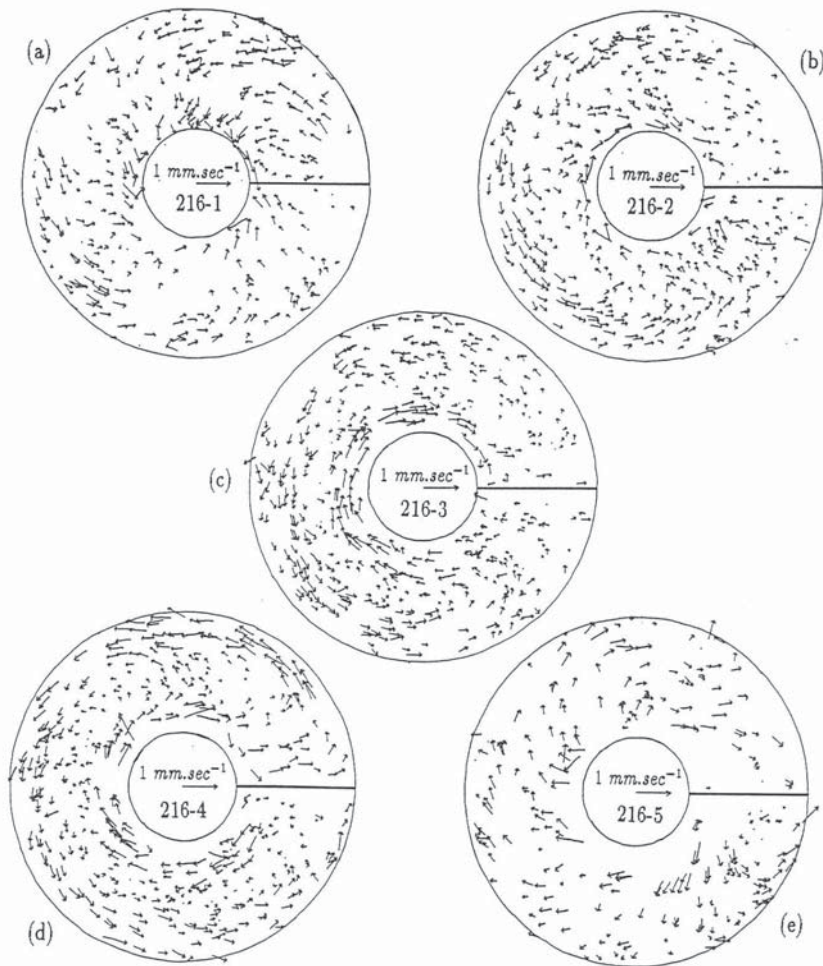 (a)
1 mm.sec⁻¹
216-1
(b)
1 mm.sec⁻¹
216-2
(c)
1 mm.sec⁻¹
216-3
(d)
1 mm.sec⁻¹
216-4
(e)
1 mm.sec⁻¹
216-5